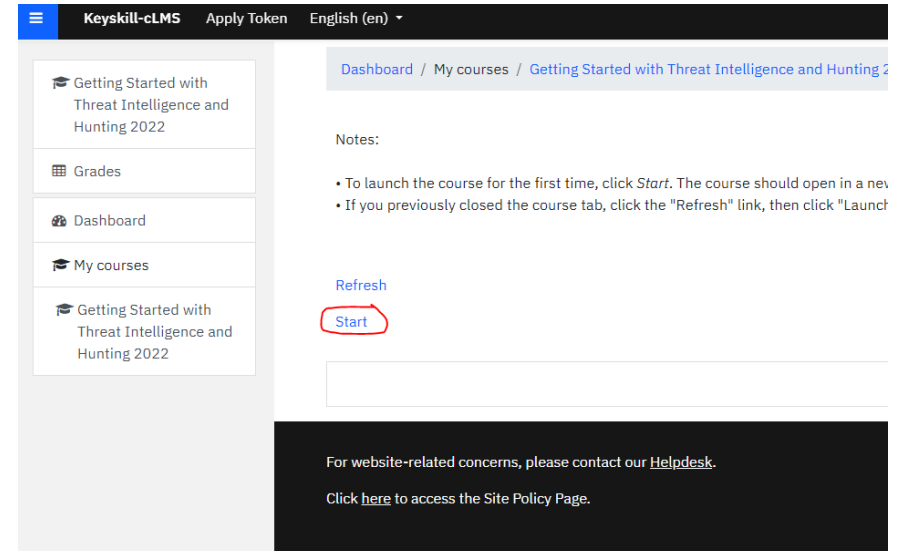 Keyskill-cLMS Apply Token English (en)
Getting Started with
Threat Intelligence and
Hunting 2022
Grades
Dashboard
My courses
Getting Started with
Threat Intelligence and
Hunting 2022
Dashboard / My courses / Getting Started with Threat Intelligence and Hunting 2
Notes:
• To launch the course for the first time, click Start. The course should open in a new
• If you previously closed the course tab, click the "Refresh" link, then click "Launch
Refresh
Start
For website-related concerns, please contact our Helpdesk.
Click here to access the Site Policy Page.